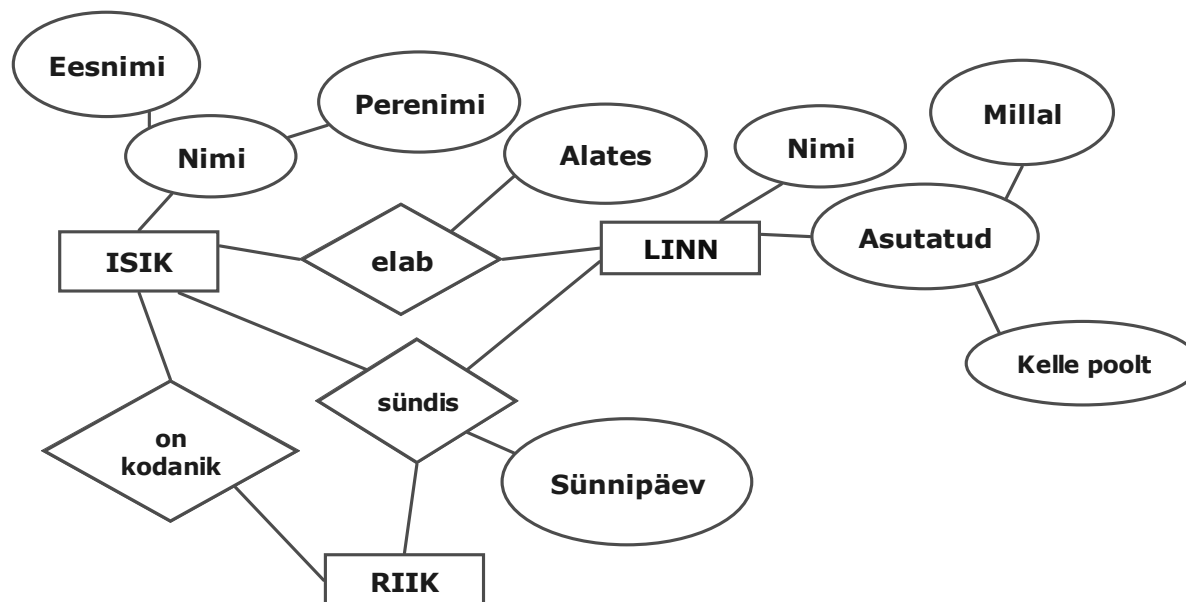 Eesnimi
Perenimi
Millal
Nimi
Alates
Nimi
Asutatud
ISIK
elab
LINN
Kelle poolt
sündis
on
kodanik
Sünnipäev
RIIK